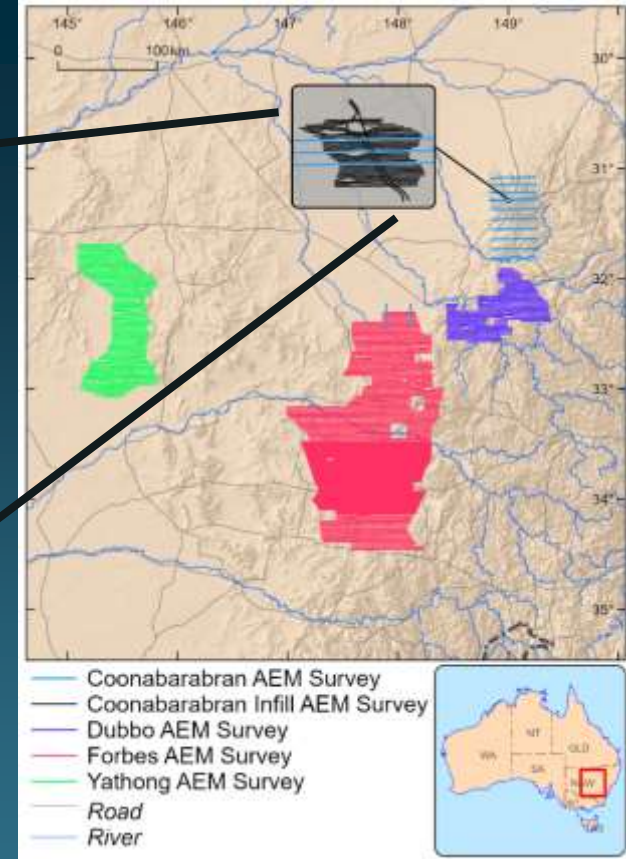 145° 146° 147° 148° 149°
0 100 km
30°
31°
32°
33°
34°
35°
Coonabarabran AEM Survey
Coonabarabran Infill AEM Survey
Dubbo AEM Survey
Forbes AEM Survey
Yathong AEM Survey
Road
River
NT
QLD
WA
SA
NSW